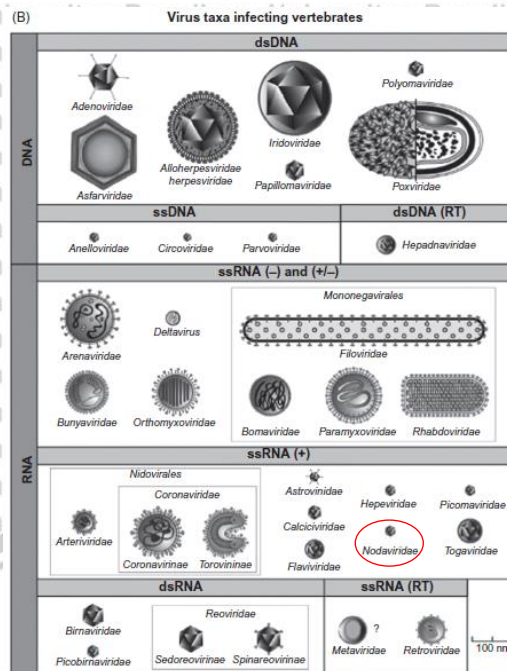 (B) Virus taxa infecting vertebrates
DNA
dsDNA
Adenoviridae
Asfarviridae
Alloherpesviridae
herpesviridae
Iridoviridae
Papillomaviridae
Polyomaviridae
Poxviridae
ssDNA
Anelloviridae Circoviridae Parvoviridae
dsDNA (RT)
Hepadnaviridae
RNA
ssRNA (–) and (+/–)
Arenaviridae
Deltavirus
Bunyaviridae
Orthomyxoviridae
Mononegavirales
Filoviridae
Bornaviridae Paramyxoviridae Rhabdoviridae
ssRNA (+)
Nidovirales
Coronaviridae
Arteriviridae
Coronavirinae Torovininae
Astroviridae
Calciciviridae
Flaviviridae
Hepeviridae
Nodaviridae
Picornaviridae
Togaviridae
dsRNA
Birnaviridae
Picobirnaviridae
Reoviridae
Sedoreovirinae Spinareovirinae
ssRNA (RT)
?
Metaviridae Retroviridae
100 nm